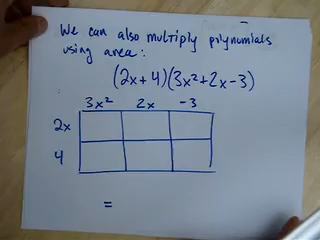 We can also multiply polynomials
using area:
(2x+4)(3x²+2x-3)
3x² 2x -3
2x
4
=